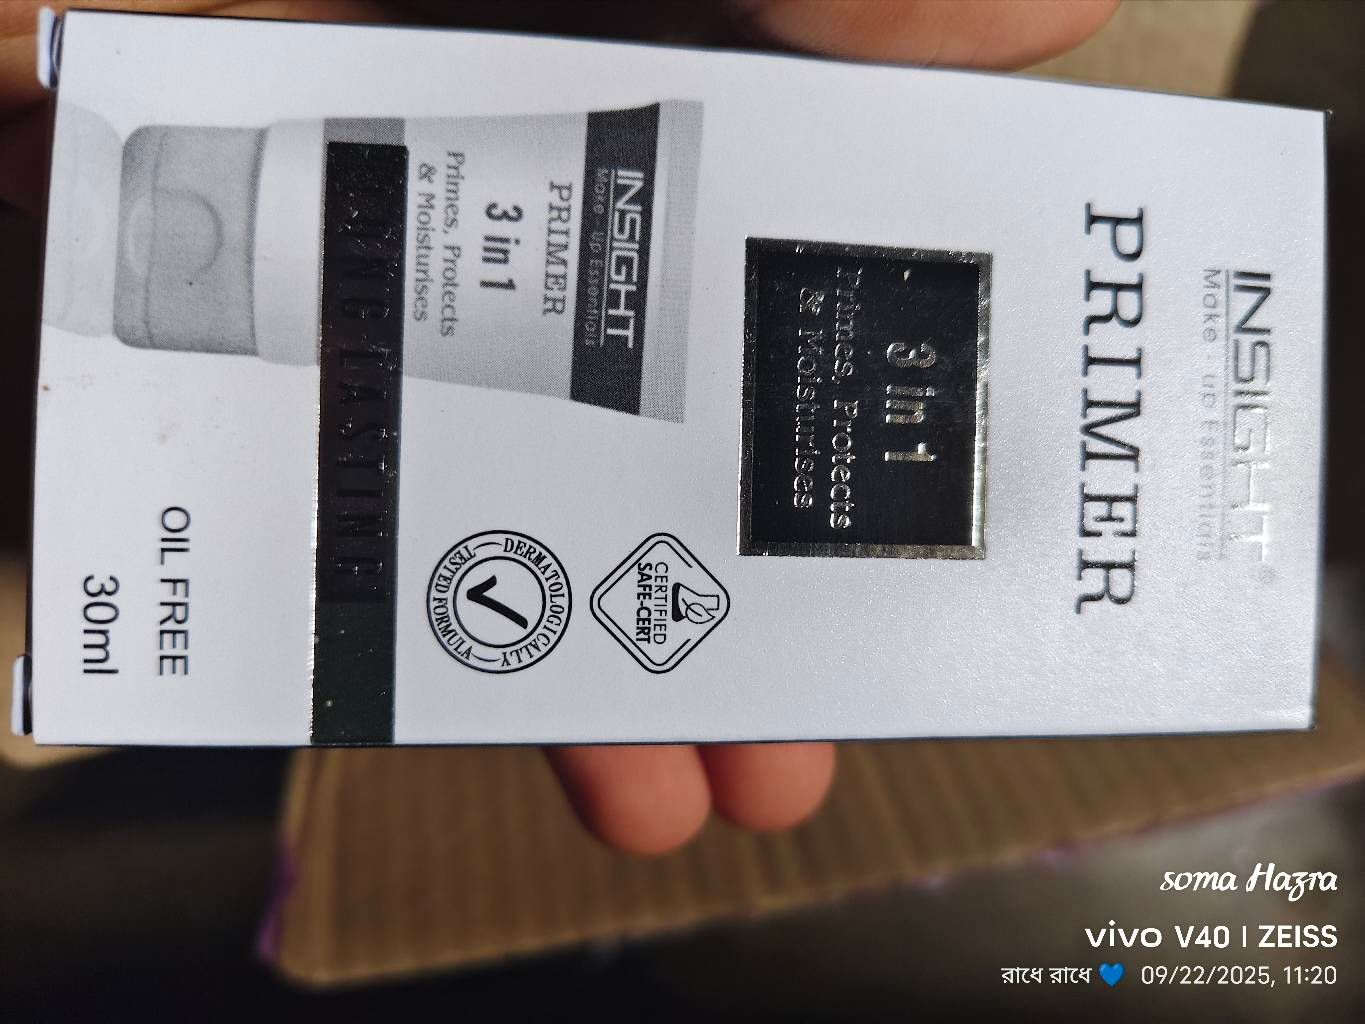 INSIGHT®
Make - up Essentials
PRIMER
3 in 1
Primes, Protects
& Moisturises
INSIGHT
Make - up Essentials
PRIMER
3 in 1
Primes, Protects
& Moisturises
CERTIFIED
SAFE-CERT
DERMATOLOGICALLY
TESTED FORMULA
LONG LASTING
OIL FREE
30ml
soma Hazra
vivo V40 | ZEISS
রাধে রাধে 💙 09/22/2025, 11:20